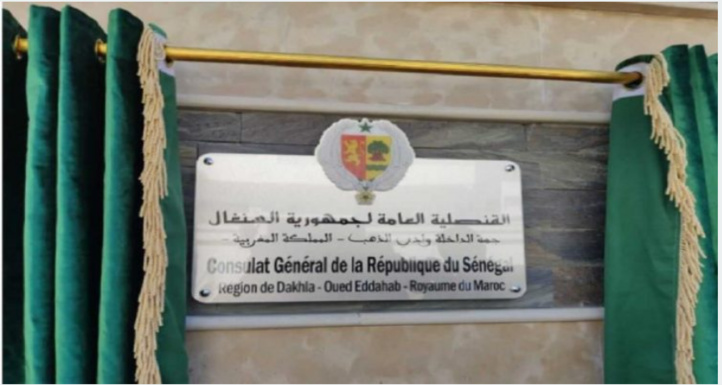 القنصلية العامة لجمهورية السنغال
جهة الداخلة وادي الذهب - المملكة المغربية -
Consulat Général de la République du Sénégal
Region de Dakhla - Oued Eddahab - Royaume du Maroc